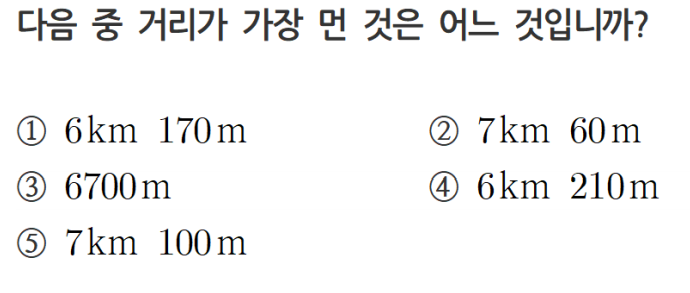 다음 중 거리가 가장 먼 것은 어느 것입니까?
① 6km 170m ② 7km 60m
③ 6700m ④ 6km 210m
⑤ 7km 100m